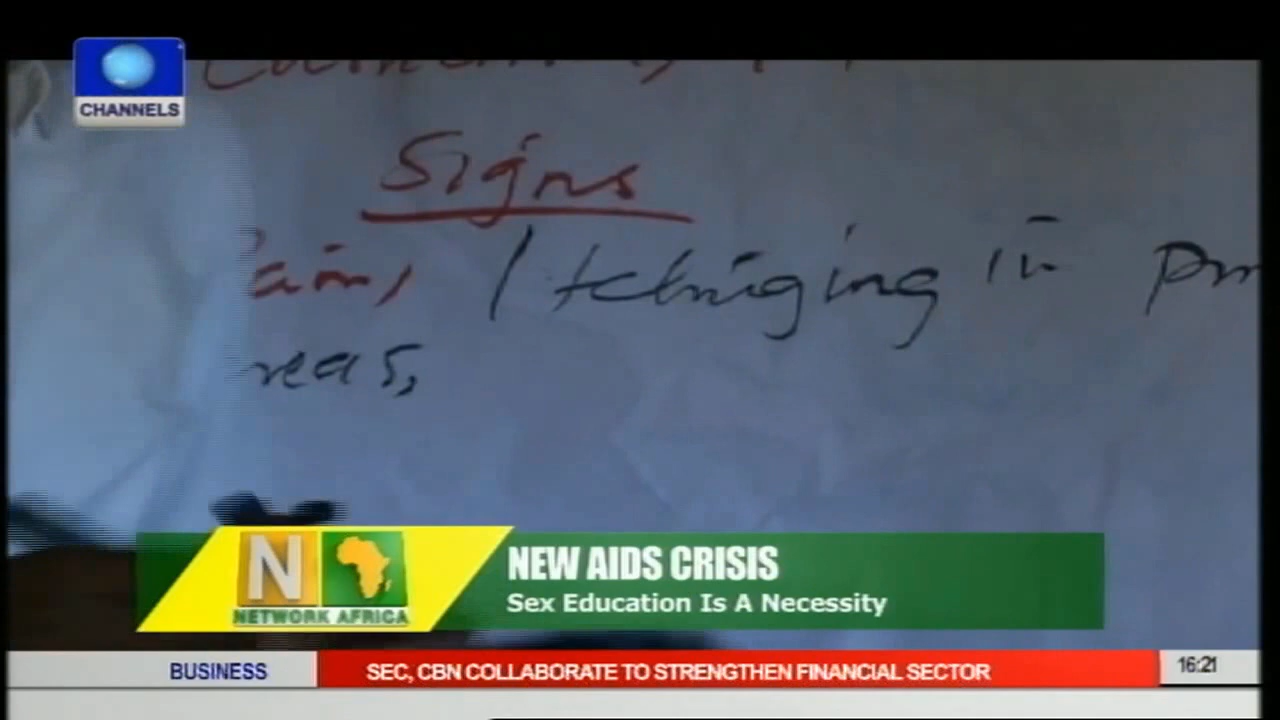 CHANNELS
Signs
Itchinging in
reas,
N
NETWORK AFRICA
NEW AIDS CRISIS
Sex Education Is A Necessity
BUSINESS
SEC, CBN COLLABORATE TO STRENGTHEN FINANCIAL SECTOR
16:21